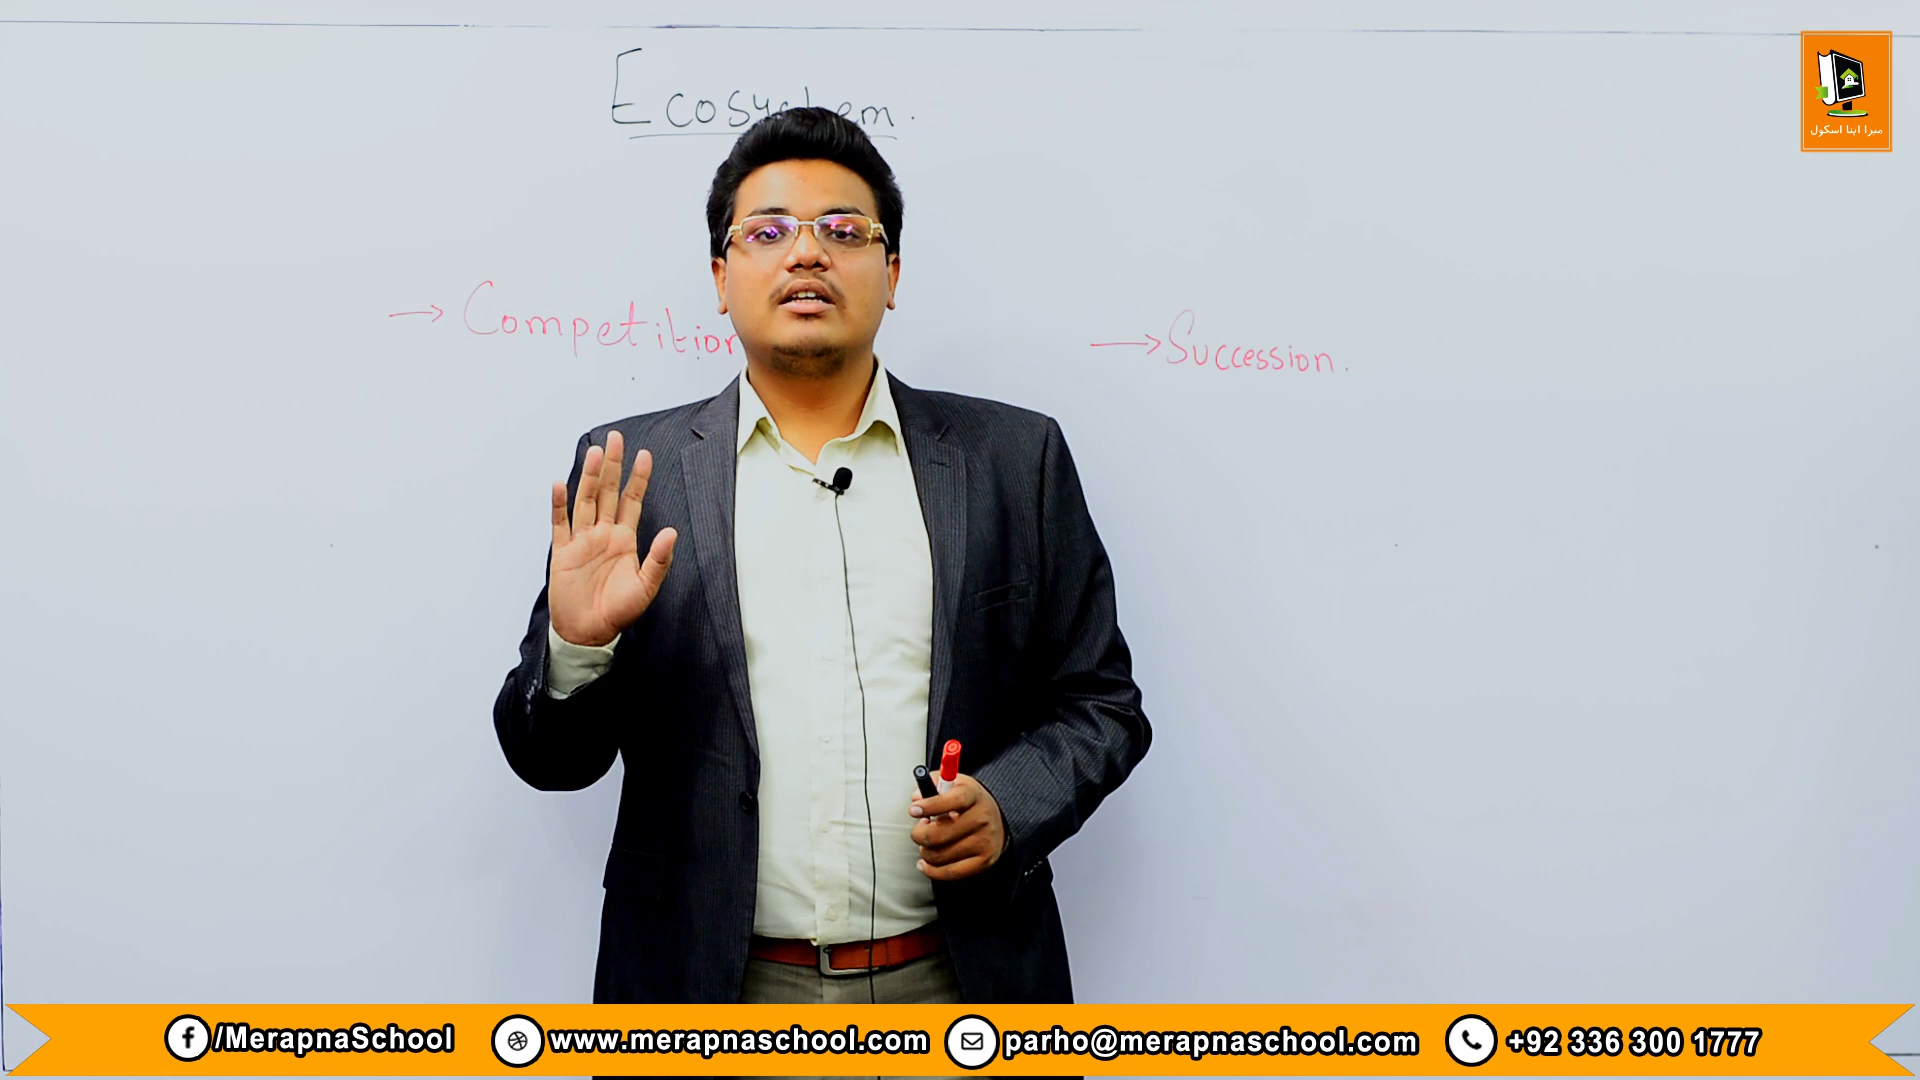 Ecosystem.
→ Competition
→ Succession.
میرا اپنا اسکول
/MerapnaSchool
www.merapnaschool.com
parho@merapnaschool.com
+92 336 300 1777